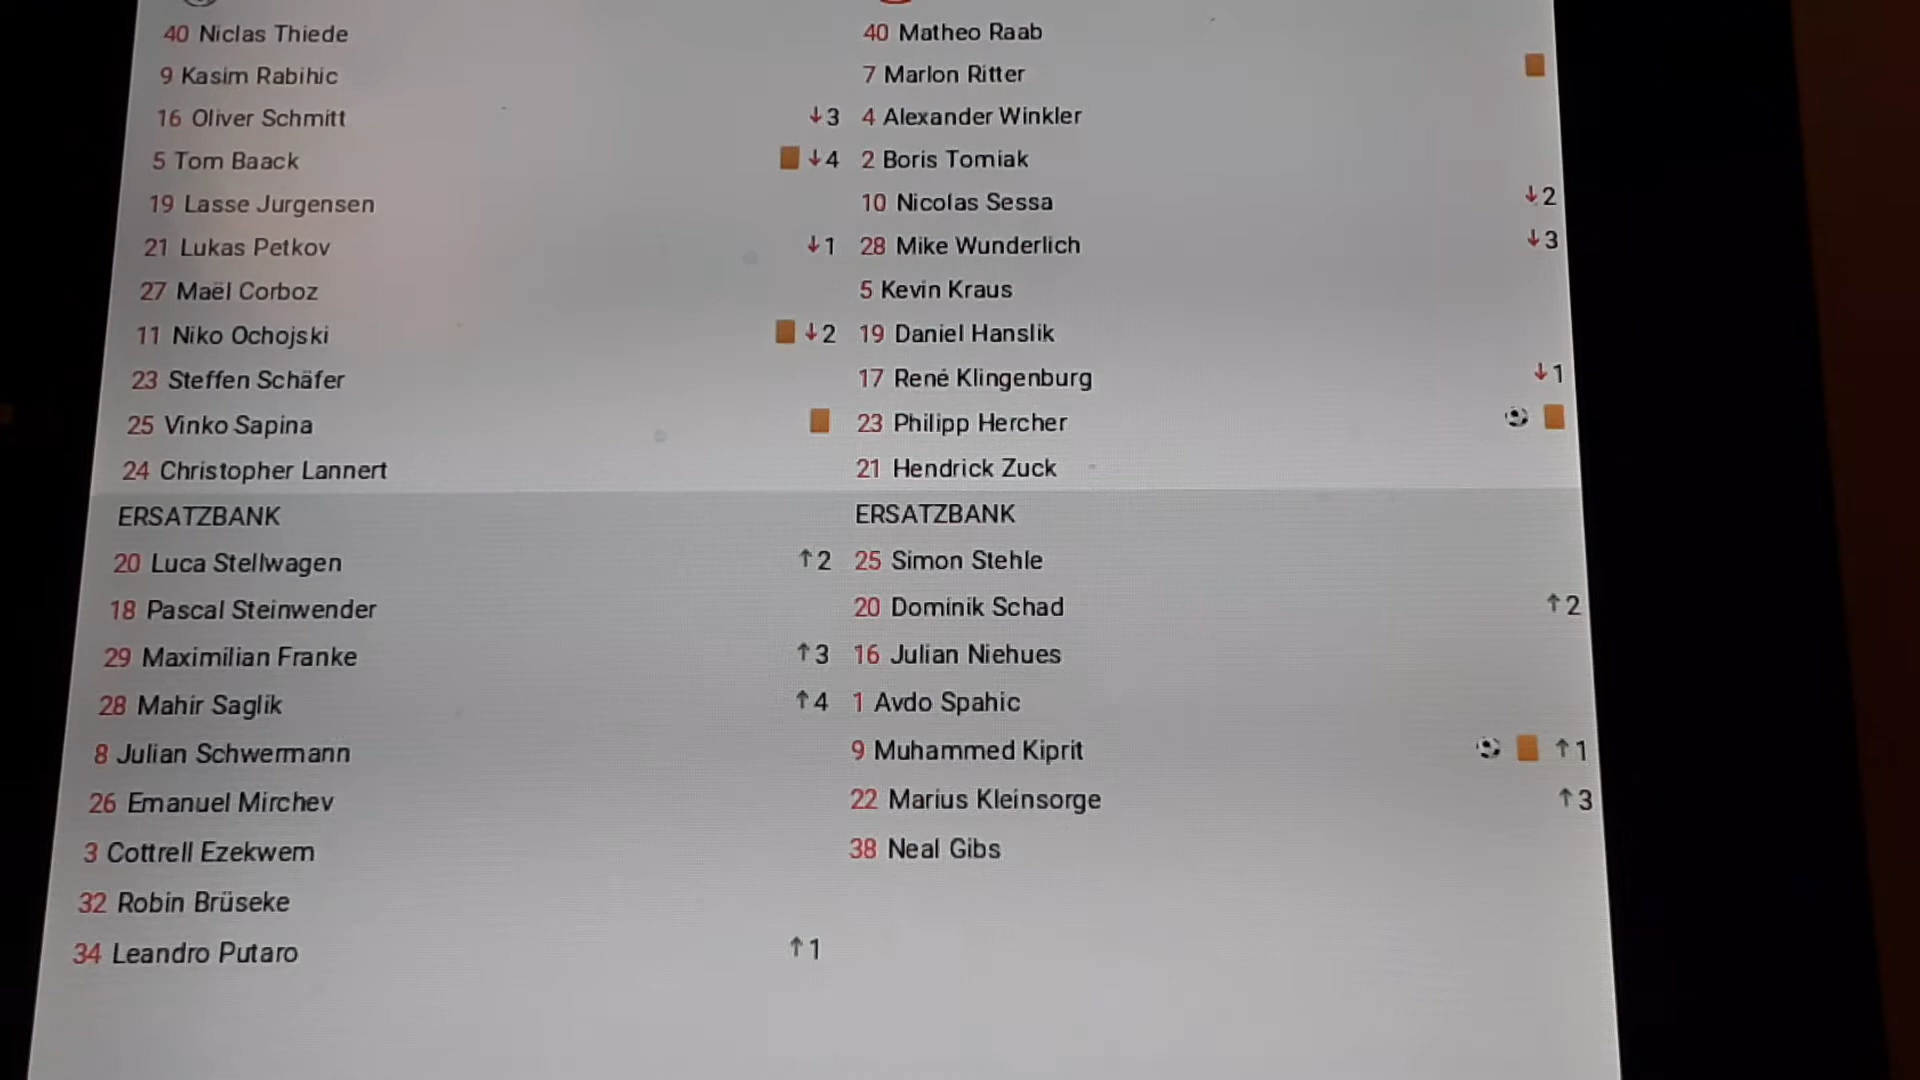 40 Niclas Thiede
9 Kasim Rabihic
16 Oliver Schmitt ↓3
5 Tom Baack ↓4
19 Lasse Jurgensen
21 Lukas Petkov ↓1
27 Maël Corboz
11 Niko Ochojski ↓2
23 Steffen Schäfer
25 Vinko Sapina
24 Christopher Lannert
ERSATZBANK
20 Luca Stellwagen ↑2
18 Pascal Steinwender
29 Maximilian Franke ↑3
28 Mahir Saglik ↑4
8 Julian Schwermann
26 Emanuel Mirchev
3 Cottrell Ezekwem
32 Robin Brüseke
34 Leandro Putaro ↑1
40 Matheo Raab
7 Marlon Ritter
4 Alexander Winkler
2 Boris Tomiak
10 Nicolas Sessa ↓2
28 Mike Wunderlich ↓3
5 Kevin Kraus
19 Daniel Hanslik
17 René Klingenburg ↓1
23 Philipp Hercher
21 Hendrick Zuck
ERSATZBANK
25 Simon Stehle
20 Dominik Schad ↑2
16 Julian Niehues
1 Avdo Spahic
9 Muhammed Kiprit ↑1
22 Marius Kleinsorge ↑3
38 Neal Gibs